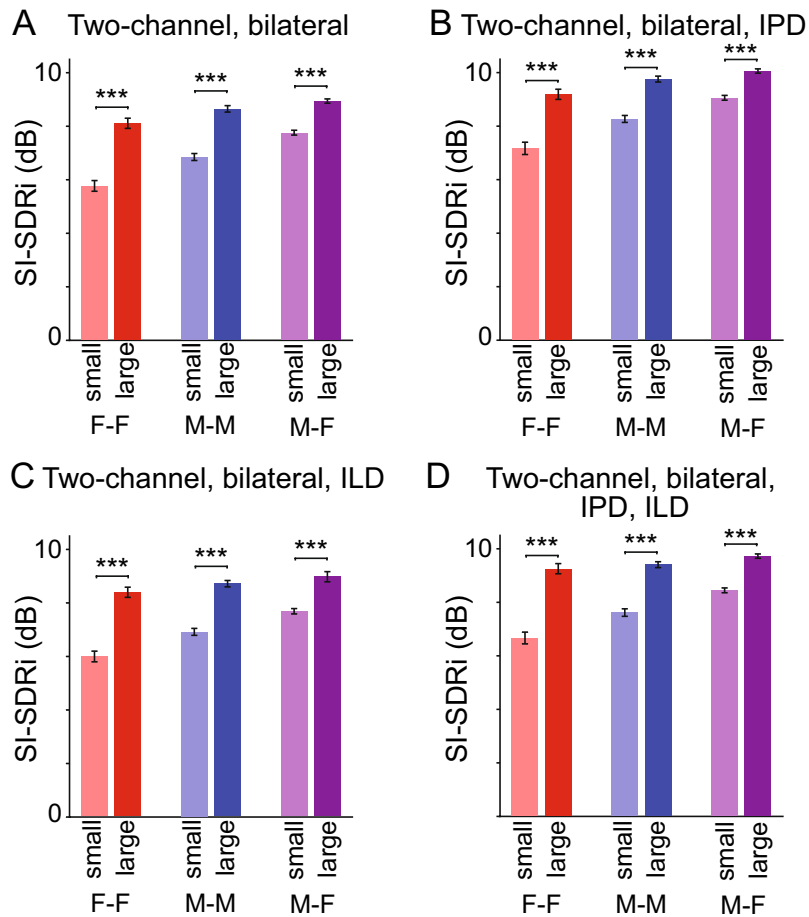 A Two-channel, bilateral
SI-SDRi (dB)
10
0
*** *** ***
small large small large small large
F-F M-M M-F
B Two-channel, bilateral, IPD
SI-SDRi (dB)
10
0
*** *** ***
small large small large small large
F-F M-M M-F
C Two-channel, bilateral, ILD
SI-SDRi (dB)
10
0
*** *** ***
small large small large small large
F-F M-M M-F
D Two-channel, bilateral,
IPD, ILD
SI-SDRi (dB)
10
0
*** *** ***
small large small large small large
F-F M-M M-F